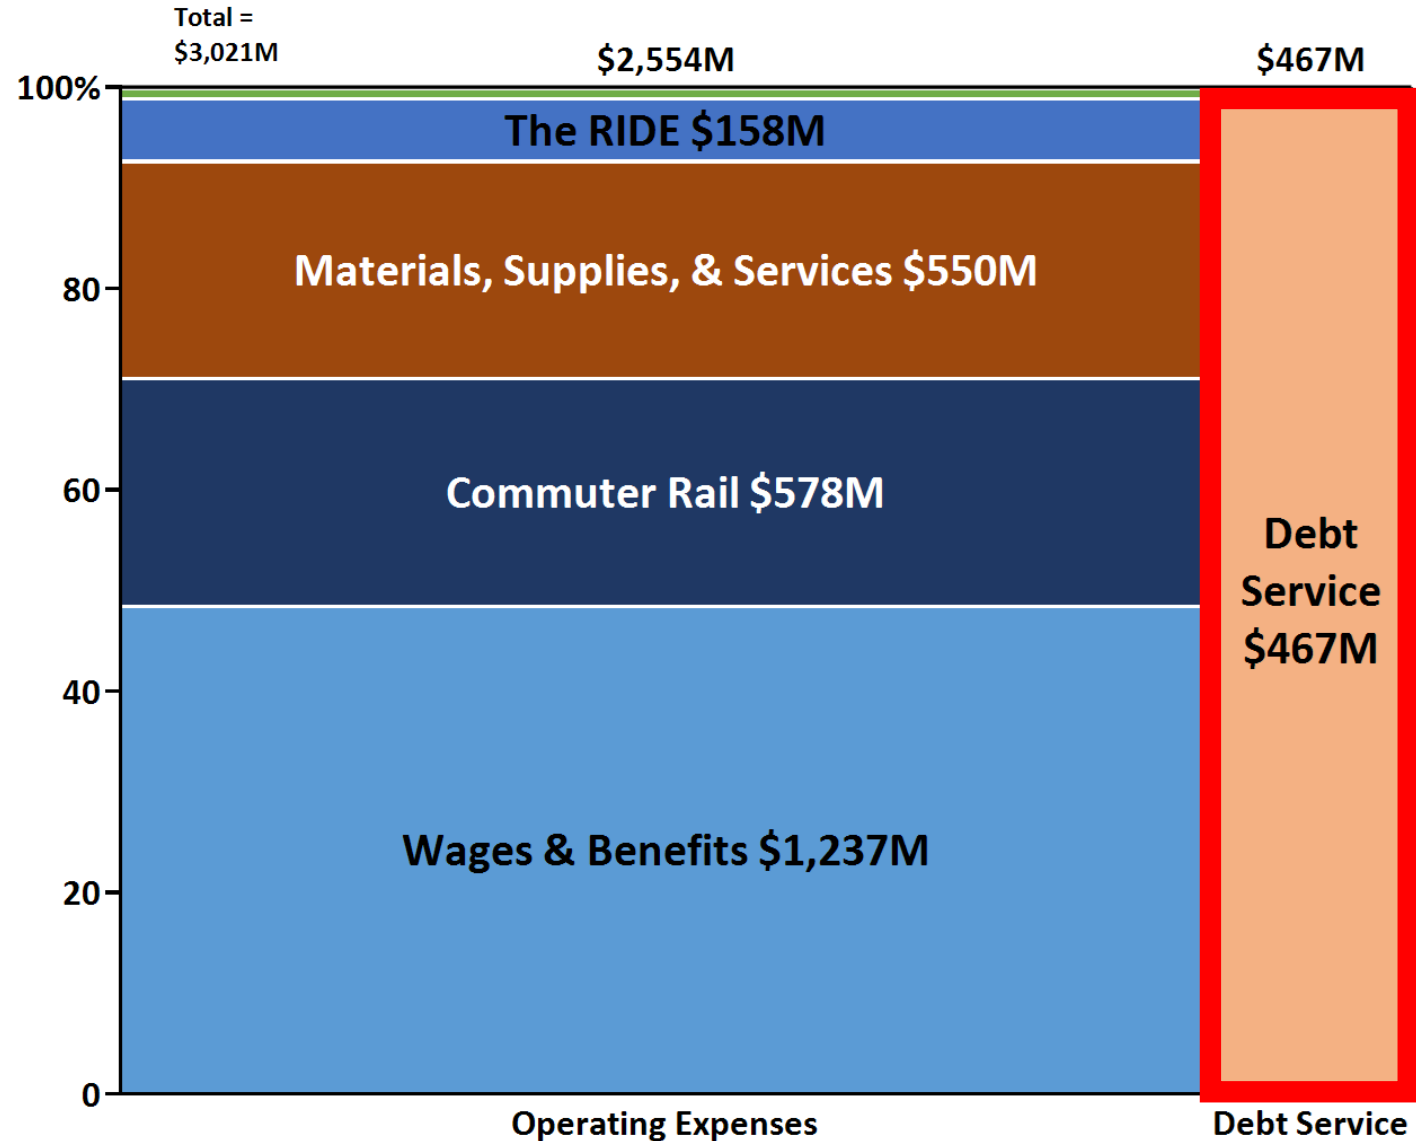 Total =
$3,021M
$2,554M
$467M
100%
The RIDE $158M
Materials, Supplies, & Services $550M
80
Commuter Rail $578M
60
Debt
Service
$467M
40
Wages & Benefits $1,237M
20
0
Operating Expenses
Debt Service